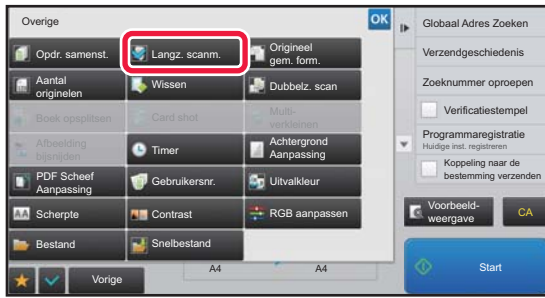 Overige
OK
Opdr. samenst.
Langz. scanm.
Origineel
gem. form.
Aantal
originelen
Wissen
Dubbelz. scan
Boek opsplitsen
Card shot
Multi-
verkleinen
Afbeelding
bijsnijden
Timer
Achtergrond
Aanpassing
PDF Scheef
Aanpassing
Gebruikersnr.
Uitvalkleur
Scherpte
Contrast
RGB aanpassen
Bestand
Snelbestand
Vorige
A4
A4
Globaal Adres Zoeken
Verzendgeschiedenis
Zoeknummer oproepen
Verificatiestempel
Programmaregistratie
Huidige inst. registreren
Koppeling naar de
bestemming verzenden
Voorbeeld-
weergave
CA
Start